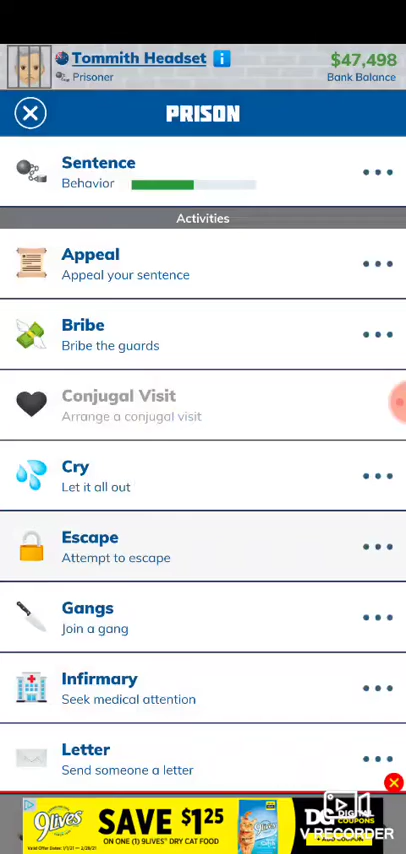 Tommith Headset i $47,498
Prisoner Bank Balance
PRISON
Sentence
Behavior
Activities
Appeal
Appeal your sentence
Bribe
Bribe the guards
Conjugal Visit
Arrange a conjugal visit
Cry
Let it all out
Escape
Attempt to escape
Gangs
Join a gang
Infirmary
Seek medical attention
Letter
Send someone a letter
9Lives SAVE $1.25
ON ONE (1) 9LIVES® DRY CAT FOOD
DG DIGITAL COUPONS
V RECORDER